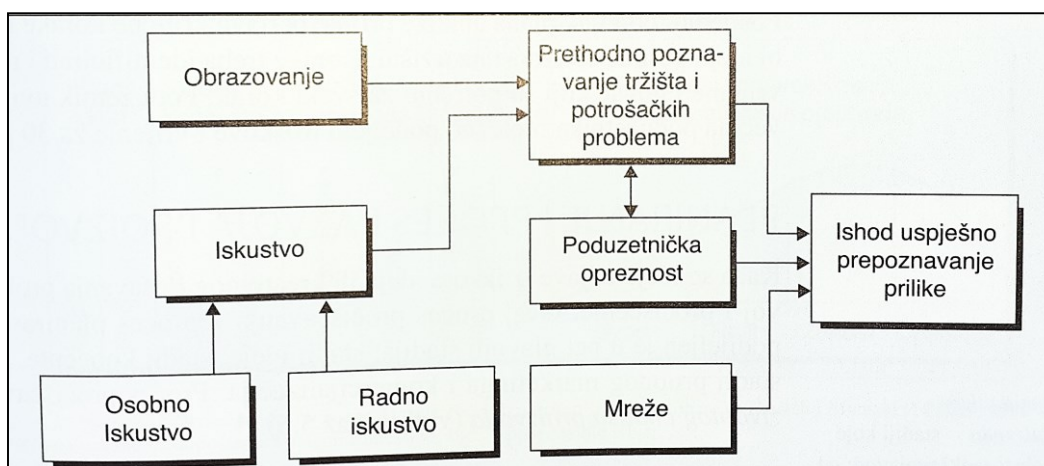 Obrazovanje
Prethodno pozna-
vanje tržišta i
potrošačkih
problema
Iskustvo
Poduzetnička
opreznost
Ishod uspješno
prepoznavanje
prilike
Osobno
Iskustvo
Radno
iskustvo
Mreže